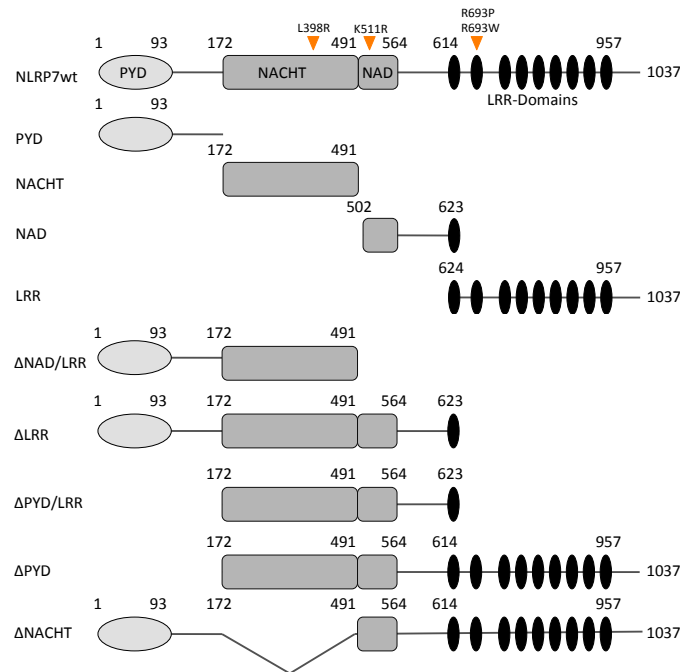 R693P
L398R K511R R693W
1 93 172 491 564 614 957
NLRP7wt PYD NACHT NAD 1037
LRR-Domains
1 93
PYD
172 491
NACHT
502 623
NAD
624 957
LRR 1037
1 93 172 491
ΔNAD/LRR
1 93 172 491 564 623
ΔLRR
172 491 564 623
ΔPYD/LRR
172 491 564 614 957
ΔPYD 1037
1 93 172 491 564 614 957
ΔNACHT 1037